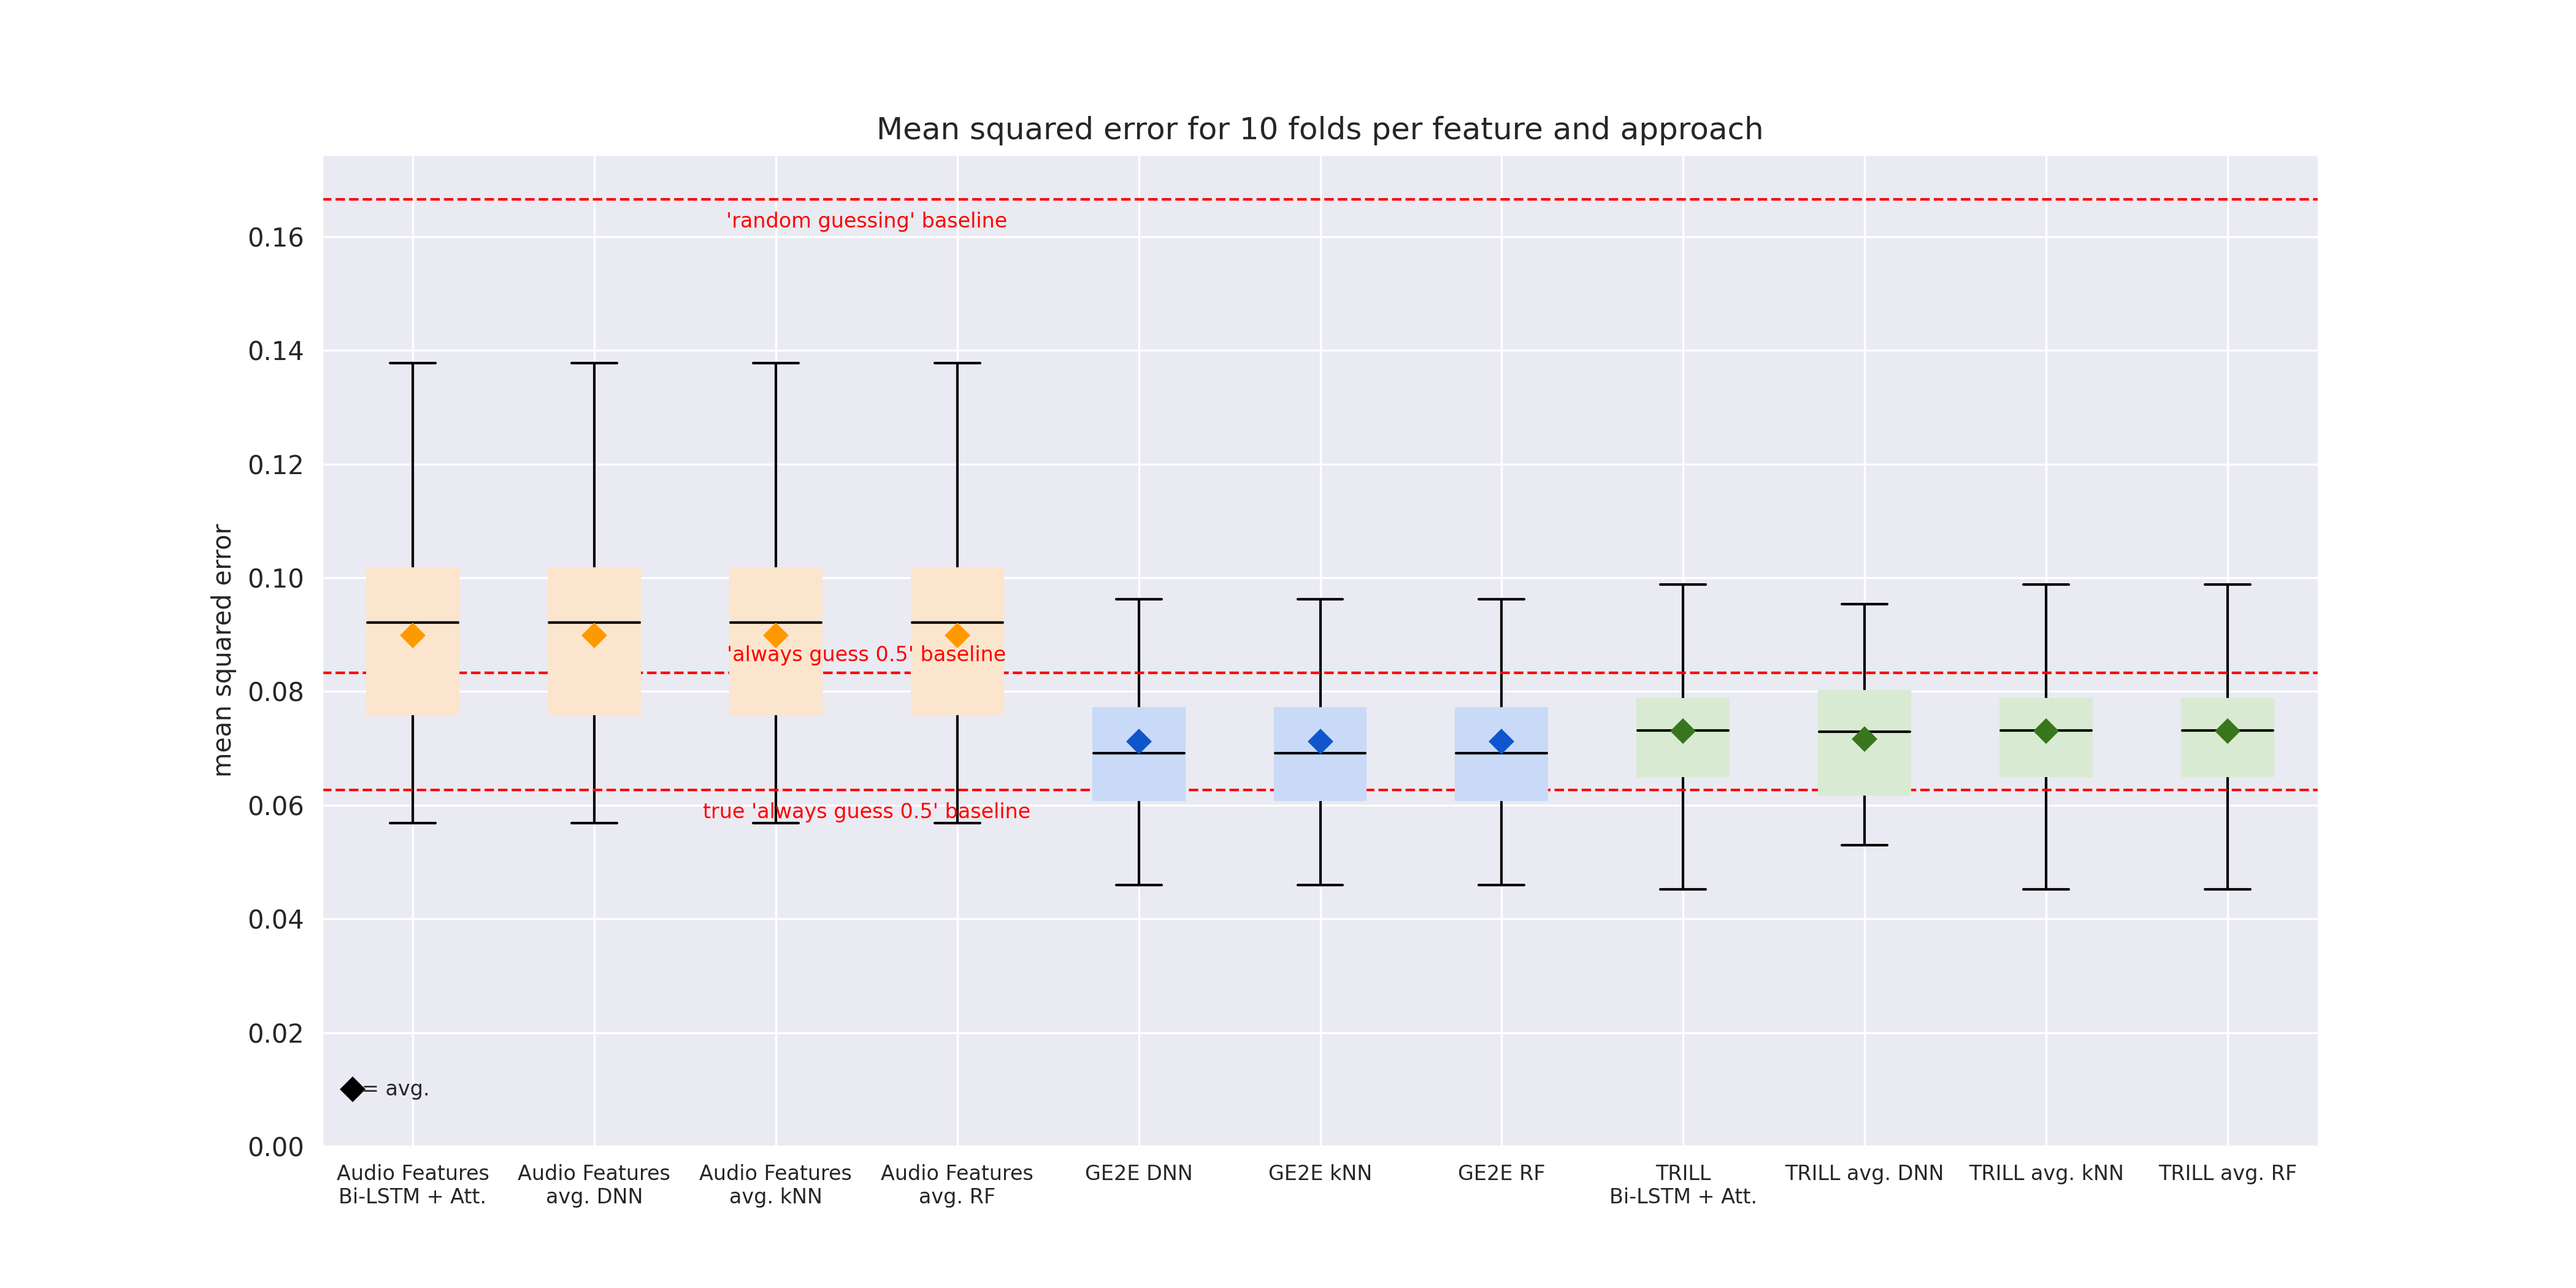 Mean squared error for 10 folds per feature and approach
mean squared error
0.16
0.14
0.12
0.10
0.08
0.06
0.04
0.02
0.00
'random guessing' baseline
'always guess 0.5' baseline
true 'always guess 0.5' baseline
= avg.
Audio Features
Bi-LSTM + Att.
Audio Features
avg. DNN
Audio Features
avg. kNN
Audio Features
avg. RF
GE2E DNN
GE2E kNN
GE2E RF
TRILL
Bi-LSTM + Att.
TRILL avg. DNN
TRILL avg. kNN
TRILL avg. RF